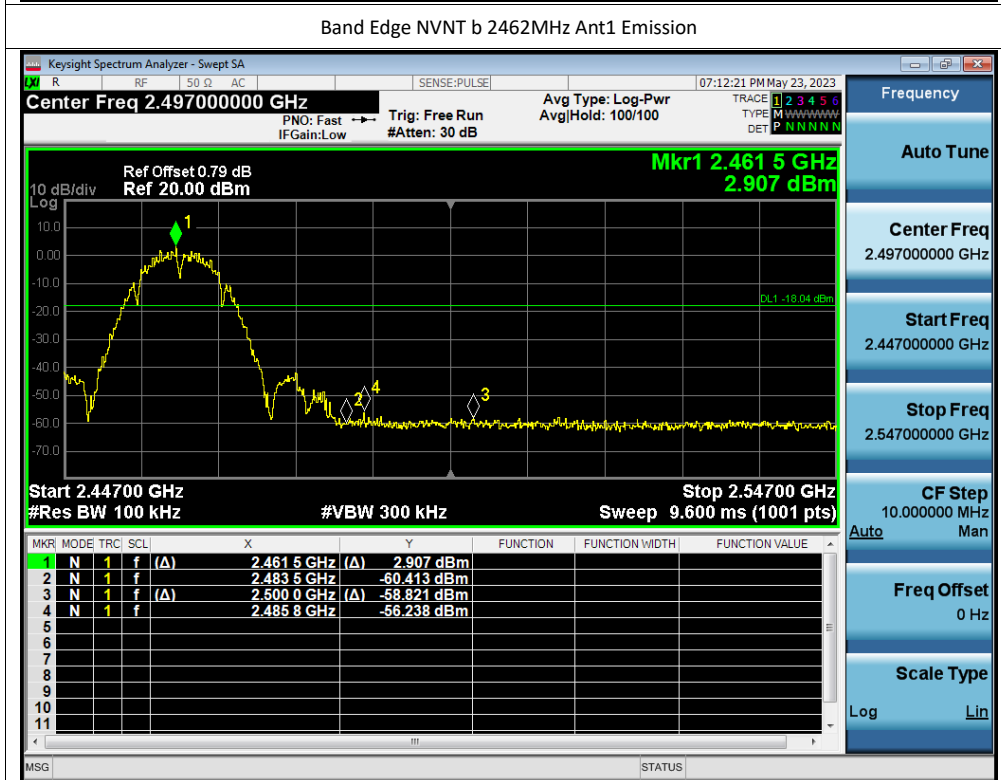 Band Edge NVNT b 2462MHz Ant1 Emission
Keysight Spectrum Analyzer - Swept SA
LXI R RF 50 Ω AC SENSE:PULSE 07:12:21 PM May 23, 2023
Center Freq 2.497000000 GHz
PNO: Fast
IFGain:Low
Trig: Free Run
#Atten: 30 dB
Avg Type: Log-Pwr
Avg|Hold: 100/100
TRACE 1 2 3 4 5 6
TYPE M W W W W W
DET P N N N N N
Ref Offset 0.79 dB
10 dB/div Ref 20.00 dBm
Log
Mkr1 2.461 5 GHz
2.907 dBm
10.0
0.00
-10.0
-20.0
-30.0
-40.0
-50.0
-60.0
-70.0
1
DL1 -18.04 dBm
2
4
3
Start 2.44700 GHz Stop 2.54700 GHz
#Res BW 100 kHz #VBW 300 kHz Sweep 9.600 ms (1001 pts)
MKR MODE TRC SCL X Y FUNCTION FUNCTION WIDTH FUNCTION VALUE
1 N 1 f (Δ) 2.461 5 GHz (Δ) 2.907 dBm
2 N 1 f 2.483 5 GHz -60.413 dBm
3 N 1 f (Δ) 2.500 0 GHz (Δ) -58.821 dBm
4 N 1 f 2.485 8 GHz -56.238 dBm
5
6
7
8
9
10
11
MSG STATUS
Frequency
Auto Tune
Center Freq
2.497000000 GHz
Start Freq
2.447000000 GHz
Stop Freq
2.547000000 GHz
CF Step
10.000000 MHz
Auto Man
Freq Offset
0 Hz
Scale Type
Log Lin